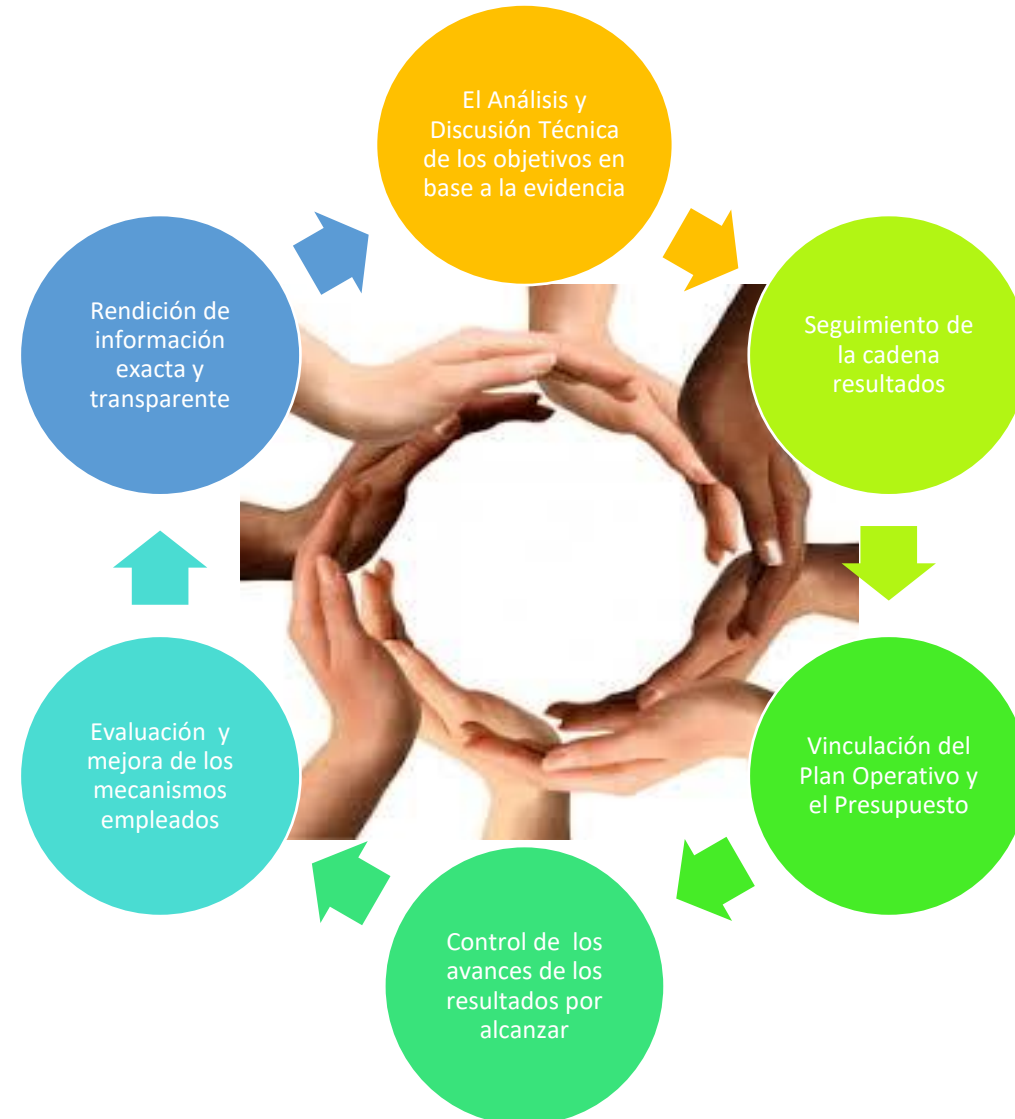 El Análisis y
Discusión Técnica
de los objetivos en
base a la evidencia
Seguimiento de
la cadena
resultados
Vinculación del
Plan Operativo y
el Presupuesto
Control de  los
avances de los
resultados por
alcanzar
Evaluación  y
mejora de los
mecanismos
empleados
Rendición de
información
exacta y
transparente